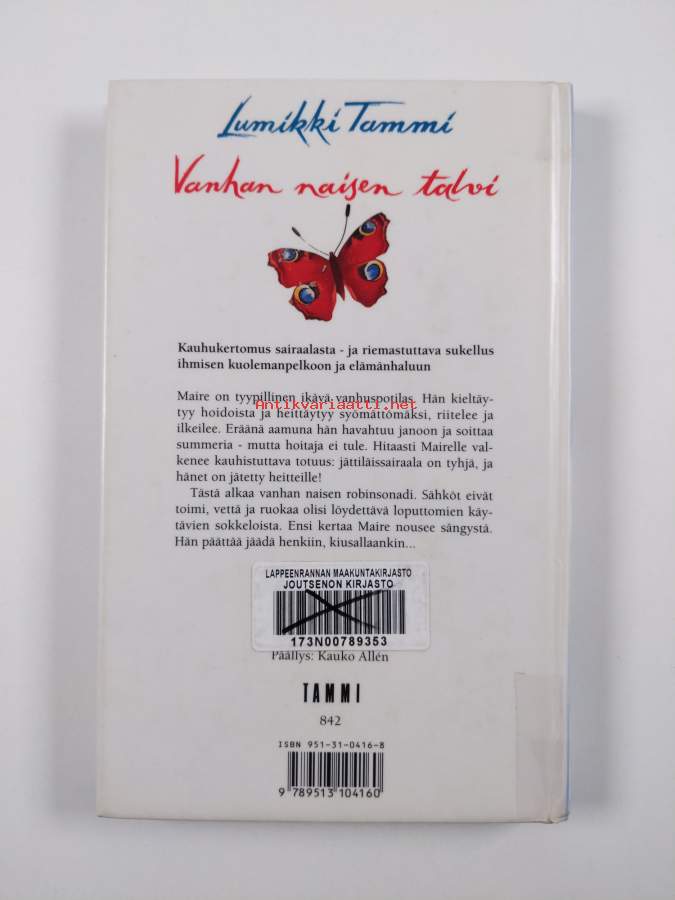 Lumikki Tammi
Vanhan naisen talvi
Kauhukertomus sairaalasta - ja riemastuttava sukellus
ihmisen kuolemanpelkoon ja elämänhaluun
Maire on tyypillinen ikävä vanhuspotilas. Hän kieltäy-
tyy hoidoista ja heittäytyy syömättömäksi, riitelee ja
Antikvariaatti.net
ilkeilee. Eräänä aamuna hän havahtuu janoon ja soittaa
summeria - mutta hoitaja ei tule. Hitaasti Mairelle val-
kenee kauhistuttava totuus: jättiläissairaala on tyhjä, ja
hänet on jätetty heitteille!
Tästä alkaa vanhan naisen robinsonadi. Sähköt eivät
toimi, vettä ja ruokaa olisi löydettävä loputtomien käy-
tävien sokkeloista. Ensi kertaa Maire nousee sängystä.
Hän päättää jäädä henkiin, kiusallaankin...
LAPPEENRANNAN MAAKUNTAKIRJASTO
JOUTSENON KIRJASTO
173N00789353
Päällys: Kauko Allén
TAMMI
842
ISBN 951-31-0416-8
9 789513 104160